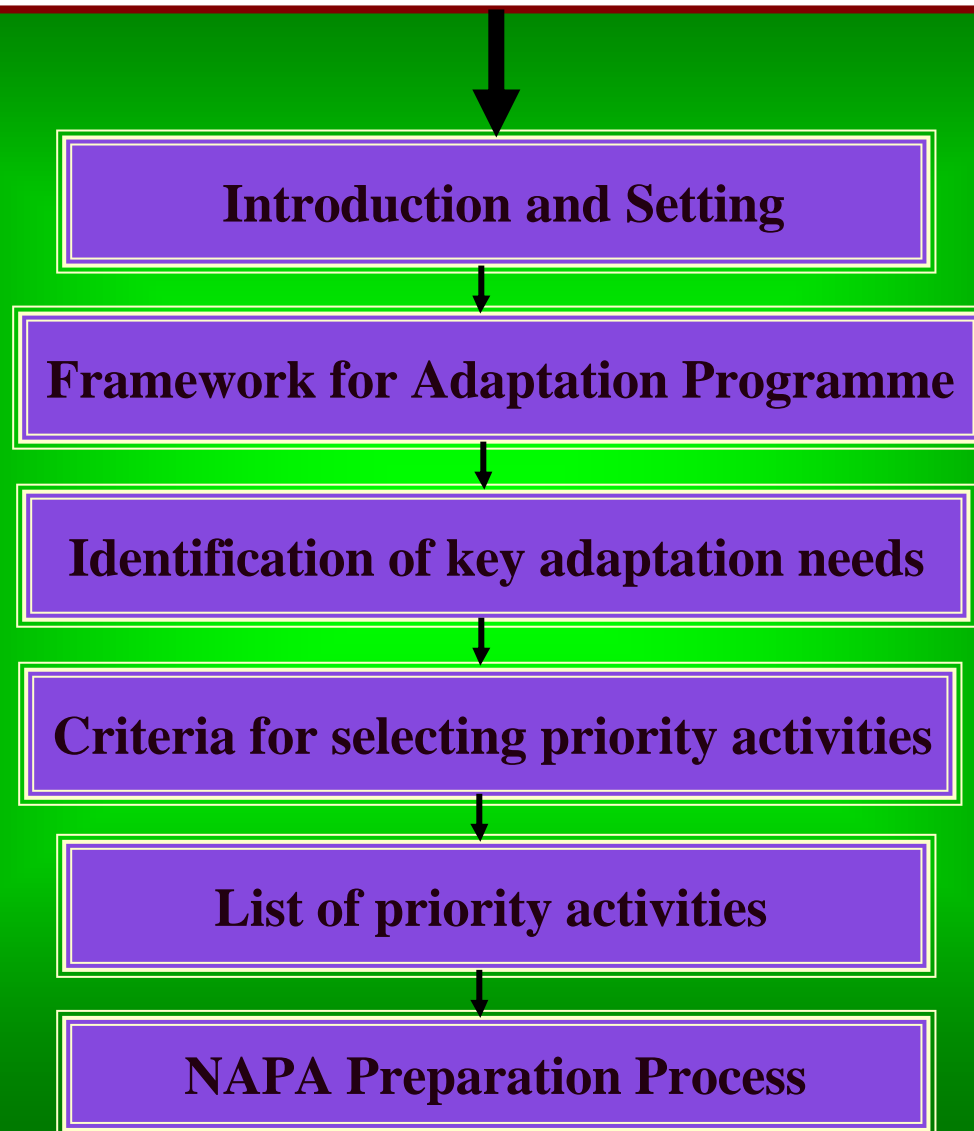 Introduction and Setting
Framework for Adaptation Programme
Identification of key adaptation needs
Criteria for selecting priority activities
List of priority activities
NAPA Preparation Process